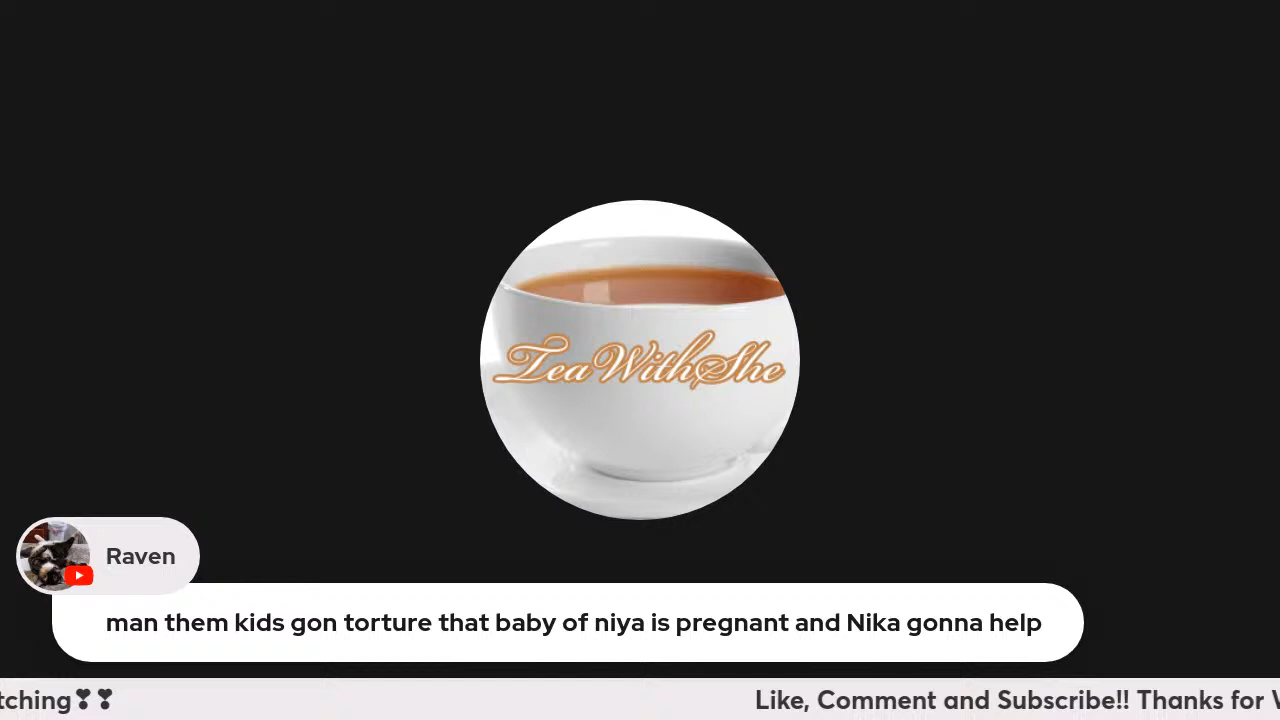 TeaWithShe
Raven
man them kids gon torture that baby of niya is pregnant and Nika gonna help
tching❣❣ Like, Comment and Subscribe!! Thanks for W